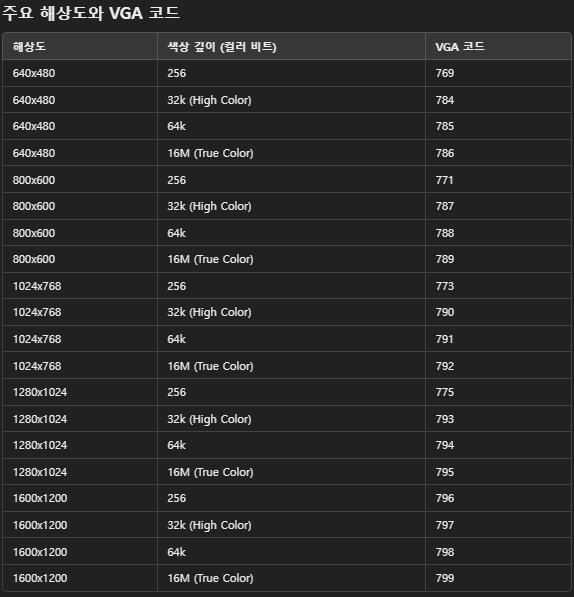 주요 해상도와 VGA 코드
해상도 색상 깊이 (컬러 비트) VGA 코드
640x480 256 769
640x480 32k (High Color) 784
640x480 64k 785
640x480 16M (True Color) 786
800x600 256 771
800x600 32k (High Color) 787
800x600 64k 788
800x600 16M (True Color) 789
1024x768 256 773
1024x768 32k (High Color) 790
1024x768 64k 791
1024x768 16M (True Color) 792
1280x1024 256 775
1280x1024 32k (High Color) 793
1280x1024 64k 794
1280x1024 16M (True Color) 795
1600x1200 256 796
1600x1200 32k (High Color) 797
1600x1200 64k 798
1600x1200 16M (True Color) 799